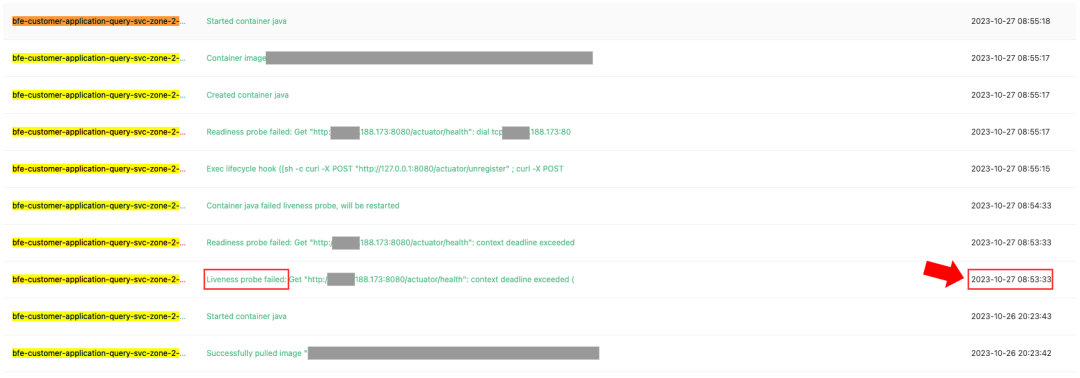 bfe-customer-application-query-svc-zone-2-... Started container java 2023-10-27 08:55:18
bfe-customer-application-query-svc-zone-2-... Container image 2023-10-27 08:55:17
bfe-customer-application-query-svc-zone-2-... Created container java 2023-10-27 08:55:17
bfe-customer-application-query-svc-zone-2-... Readiness probe failed: Get "http: 188.173:8080/actuator/health": dial tcp .188.173:80 2023-10-27 08:55:17
bfe-customer-application-query-svc-zone-2-... Exec lifecycle hook ([sh -c curl -X POST "http://127.0.0.1:8080/actuator/unregister" ; curl -X POST 2023-10-27 08:55:15
bfe-customer-application-query-svc-zone-2-... Container java failed liveness probe, will be restarted 2023-10-27 08:54:33
bfe-customer-application-query-svc-zone-2-... Readiness probe failed: Get "http:/ 188.173:8080/actuator/health": context deadline exceeded 2023-10-27 08:53:33
bfe-customer-application-query-svc-zone-2-... Liveness probe failed: Get "http:/ 188.173:8080/actuator/health": context deadline exceeded ( 2023-10-27 08:53:33
bfe-customer-application-query-svc-zone-2-... Started container java 2023-10-26 20:23:43
bfe-customer-application-query-svc-zone-2-... Successfully pulled image " 2023-10-26 20:23:42